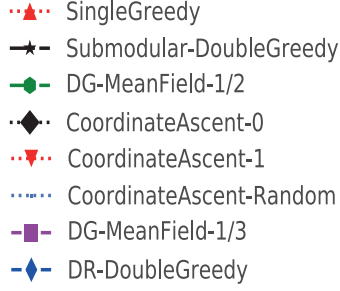 SingleGreedy
Submodular-DoubleGreedy
DG-MeanField-1/2
CoordinateAscent-0
CoordinateAscent-1
CoordinateAscent-Random
DG-MeanField-1/3
DR-DoubleGreedy